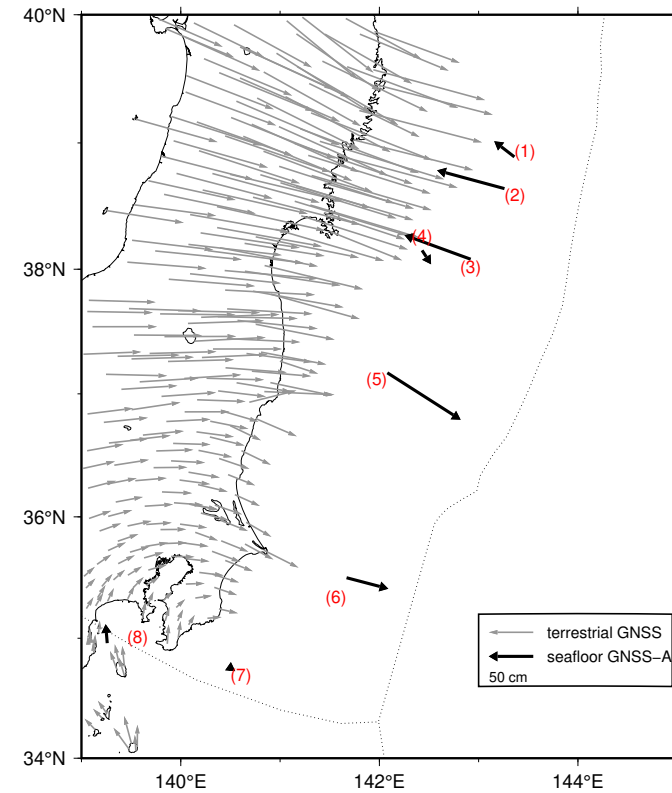 40°N
(1)
(2)
(4)
(3)
38°N
(5)
36°N
(6)
terrestrial GNSS
(8)
seafloor GNSS−A
(7)
50 cm
34°N
140°E
142°E
144°E